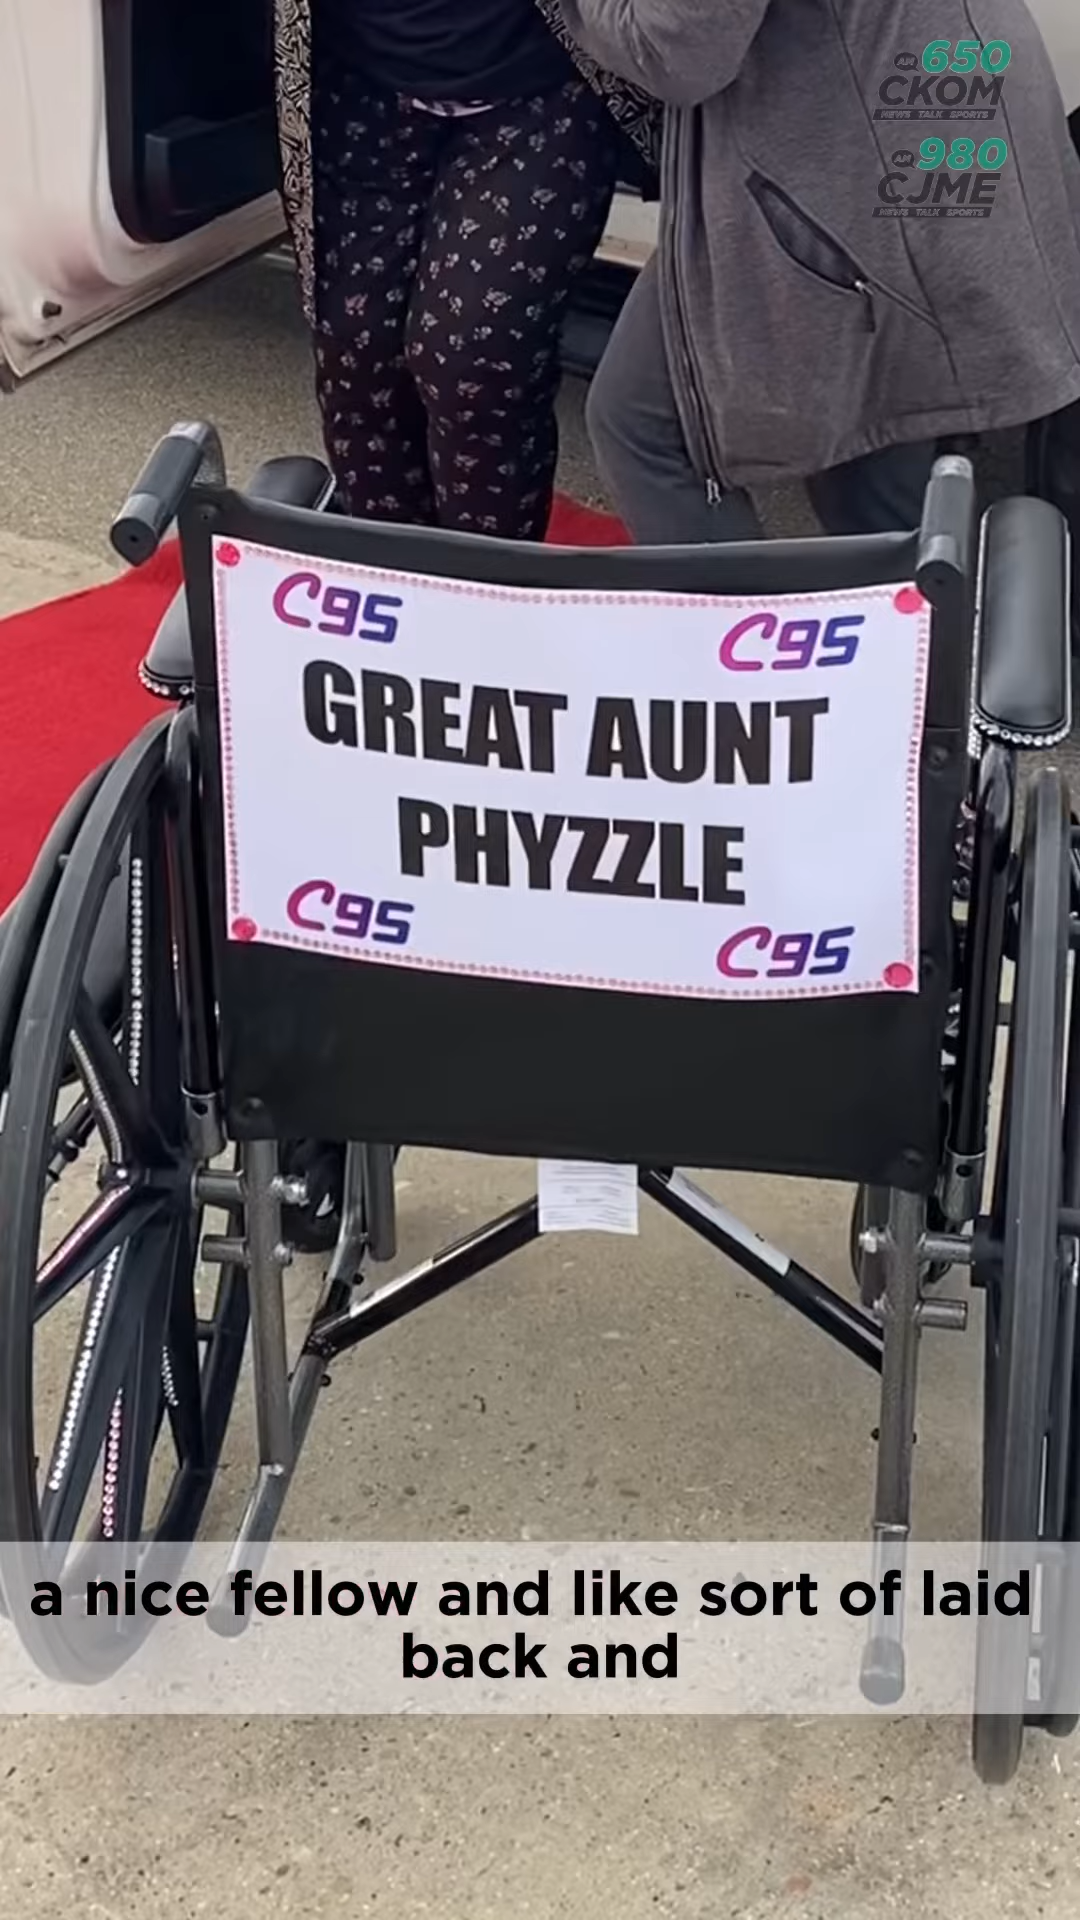 AM 650
CKOM
NEWS TALK SPORTS
AM 980
CJME
NEWS TALK SPORTS
C95 C95
GREAT AUNT
PHYZZLE
C95 C95
a nice fellow and like sort of laid
back and